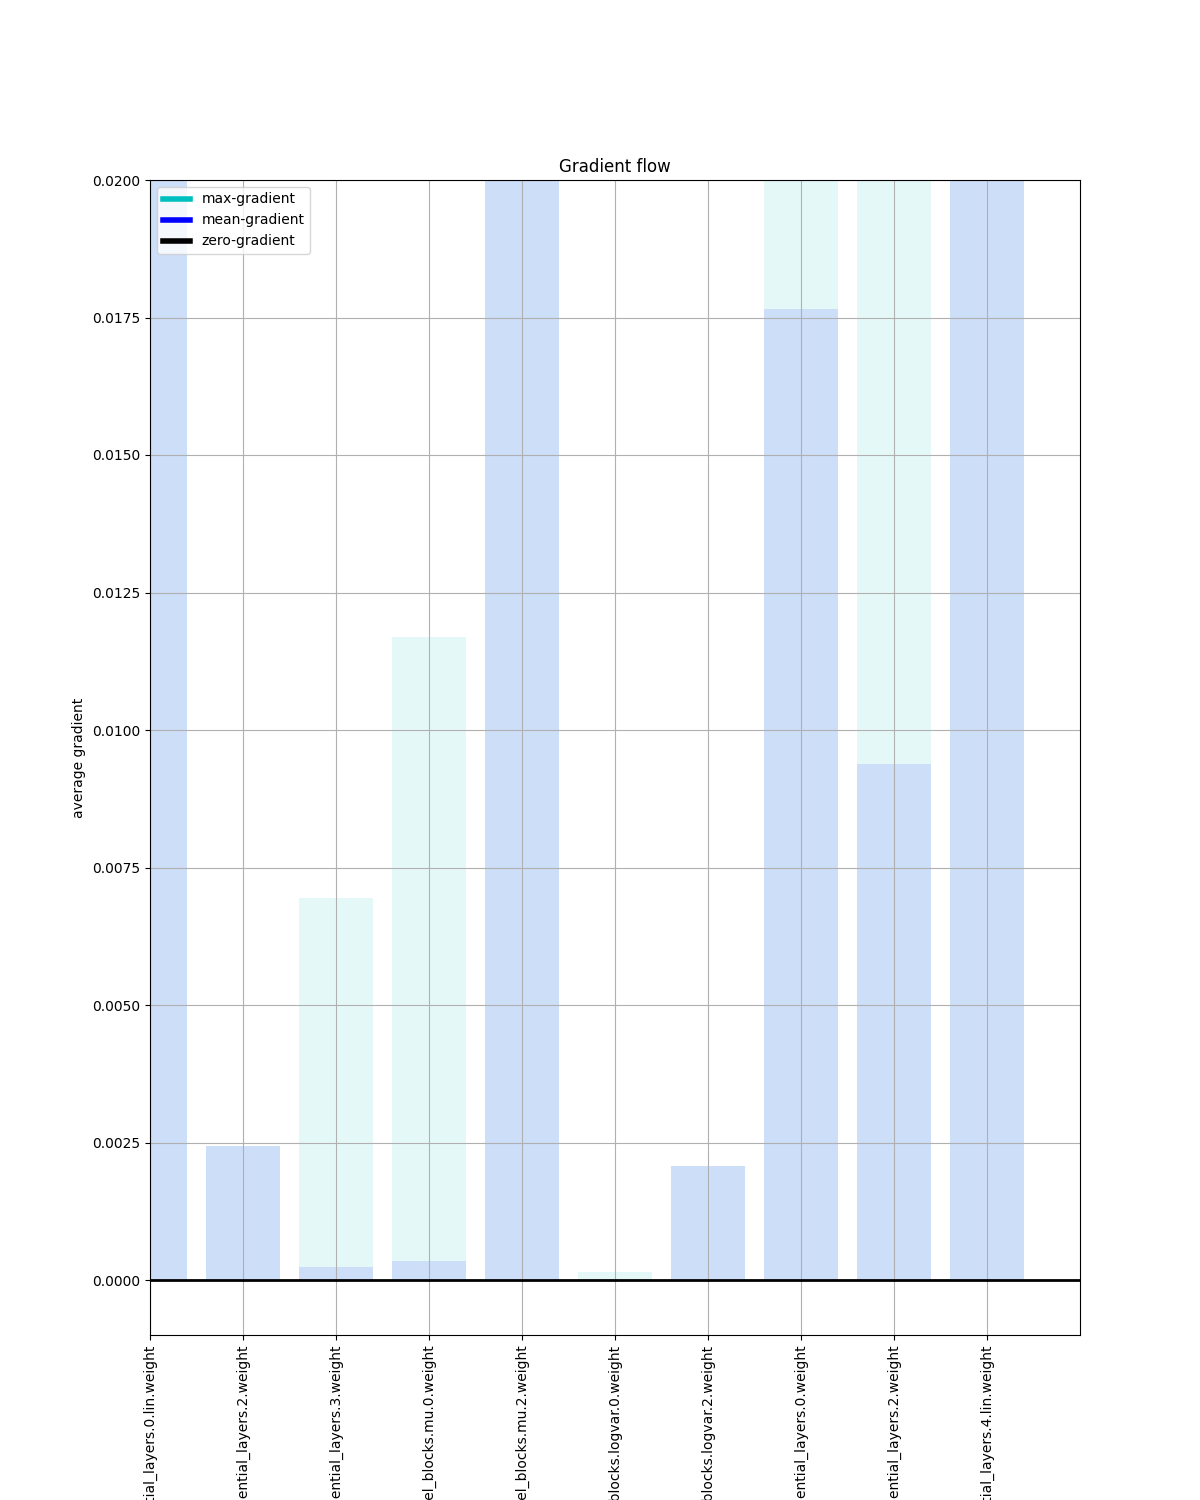 Gradient flow
max-gradient
mean-gradient
zero-gradient
0.0200
0.0175
0.0150
0.0125
0.0100
0.0075
0.0050
0.0025
0.0000
average gradient
tial_layers.0.lin.weight
ential_layers.2.weight
ential_layers.3.weight
el_blocks.mu.0.weight
el_blocks.mu.2.weight
blocks.logvar.0.weight
blocks.logvar.2.weight
ential_layers.0.weight
ential_layers.2.weight
tial_layers.4.lin.weight